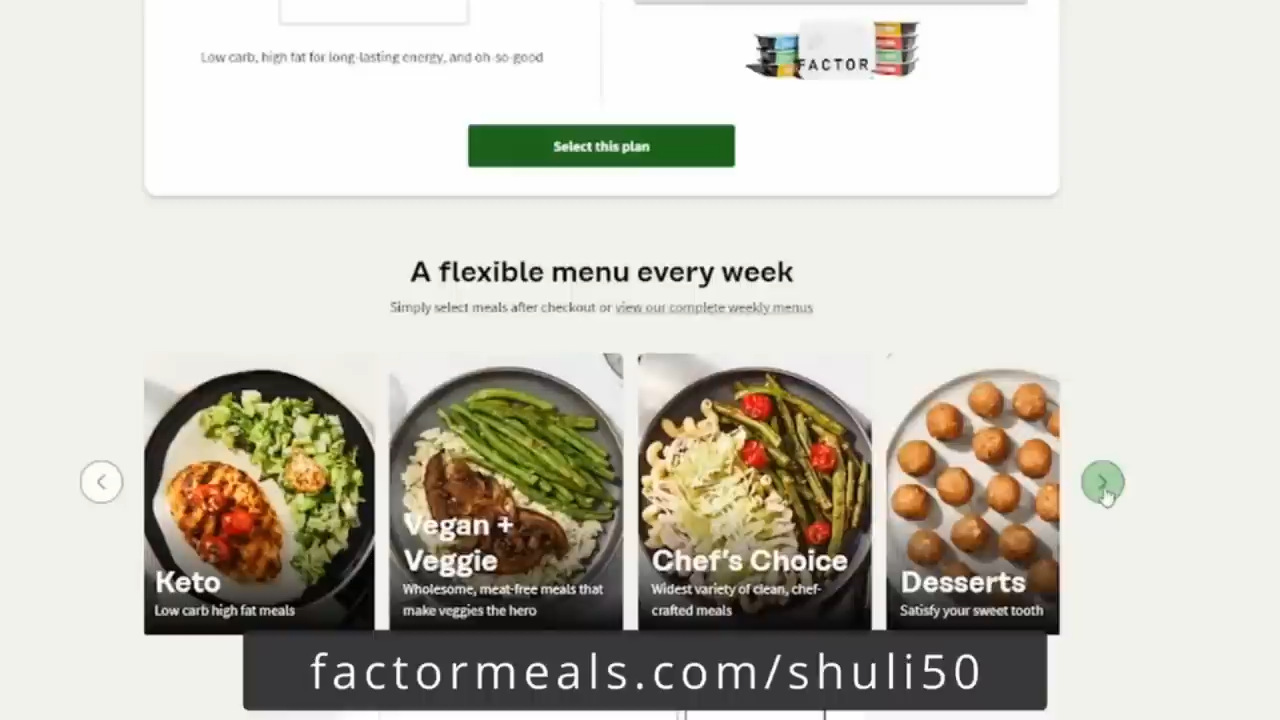 Low carb, high fat for long-lasting energy, and oh-so-good
FACTOR_
Select this plan
A flexible menu every week
Simply select meals after checkout or view our complete weekly menus
Keto
Low carb high fat meals
Vegan +
Veggie
Wholesome, meat-free meals that
make veggies the hero
Chef's Choice
Widest variety of clean, chef-
crafted meals
Desserts
Satisfy your sweet tooth
factormeals.com/shuli50